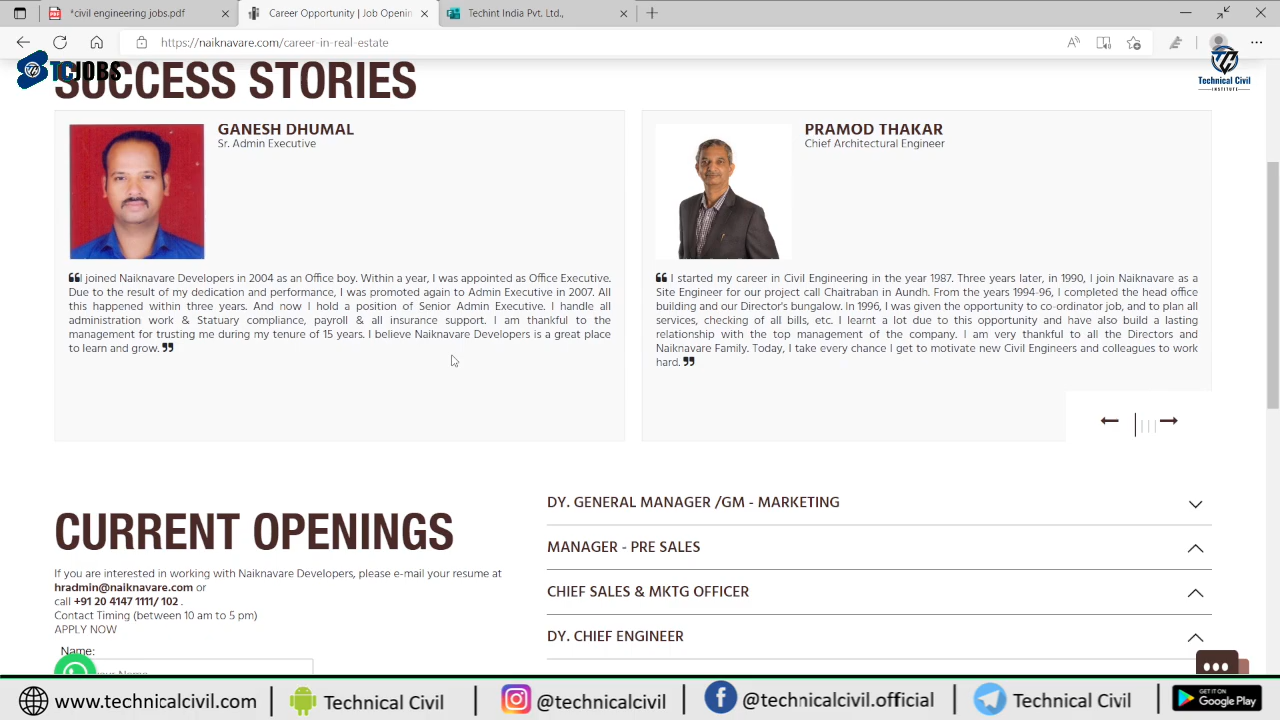 *civil engineering jobs.pdf
Career Opportunity | Job Openin
Techint India Pvt. Ltd.,
https://naiknavare.com/career-in-real-estate
TCJOBS
Technical Civil
INSTITUTE
SUCCESS STORIES
GANESH DHUMAL
Sr. Admin Executive
❝I joined Naiknavare Developers in 2004 as an Office boy. Within a year, I was appointed as Office Executive.
Due to the result of my dedication and performance, I was promoted again to Admin Executive in 2007. All
this happened within three years. And now I hold a position of Senior Admin Executive. I handle all
administration work & Statuary compliance, payroll & all insurance support. I am thankful to the
management for trusting me during my tenure of 15 years. I believe Naiknavare Developers is a great place
to learn and grow. ❞
PRAMOD THAKAR
Chief Architectural Engineer
❝ I started my career in Civil Engineering in the year 1987. Three years later, in 1990, I join Naiknavare as a
Site Engineer for our project call Chaitraban in Aundh. From the years 1994-96, I completed the head office
building and our Director's bungalow. In 1996, I was given the opportunity to co-ordinator job, and to plan all
services, checking of all bills, etc. I learnt a lot due to this opportunity and have also build a lasting
relationship with the top management of the company. I am very thankful to all the Directors and
Naiknavare Family. Today, I take every chance I get to motivate new Civil Engineers and colleagues to work
hard. ❞
CURRENT OPENINGS
If you are interested in working with Naiknavare Developers, please e-mail your resume at
hradmin@naiknavare.com or
call +91 20 4147 1111/ 102 .
Contact Timing (between 10 am to 5 pm)
APPLY NOW
Name:
DY. GENERAL MANAGER /GM - MARKETING
MANAGER - PRE SALES
CHIEF SALES & MKTG OFFICER
DY. CHIEF ENGINEER
www.technicalcivil.com
Technical Civil
@technicalcivil
@technicalcivil.official
Technical Civil
GET IT ON
Google Play